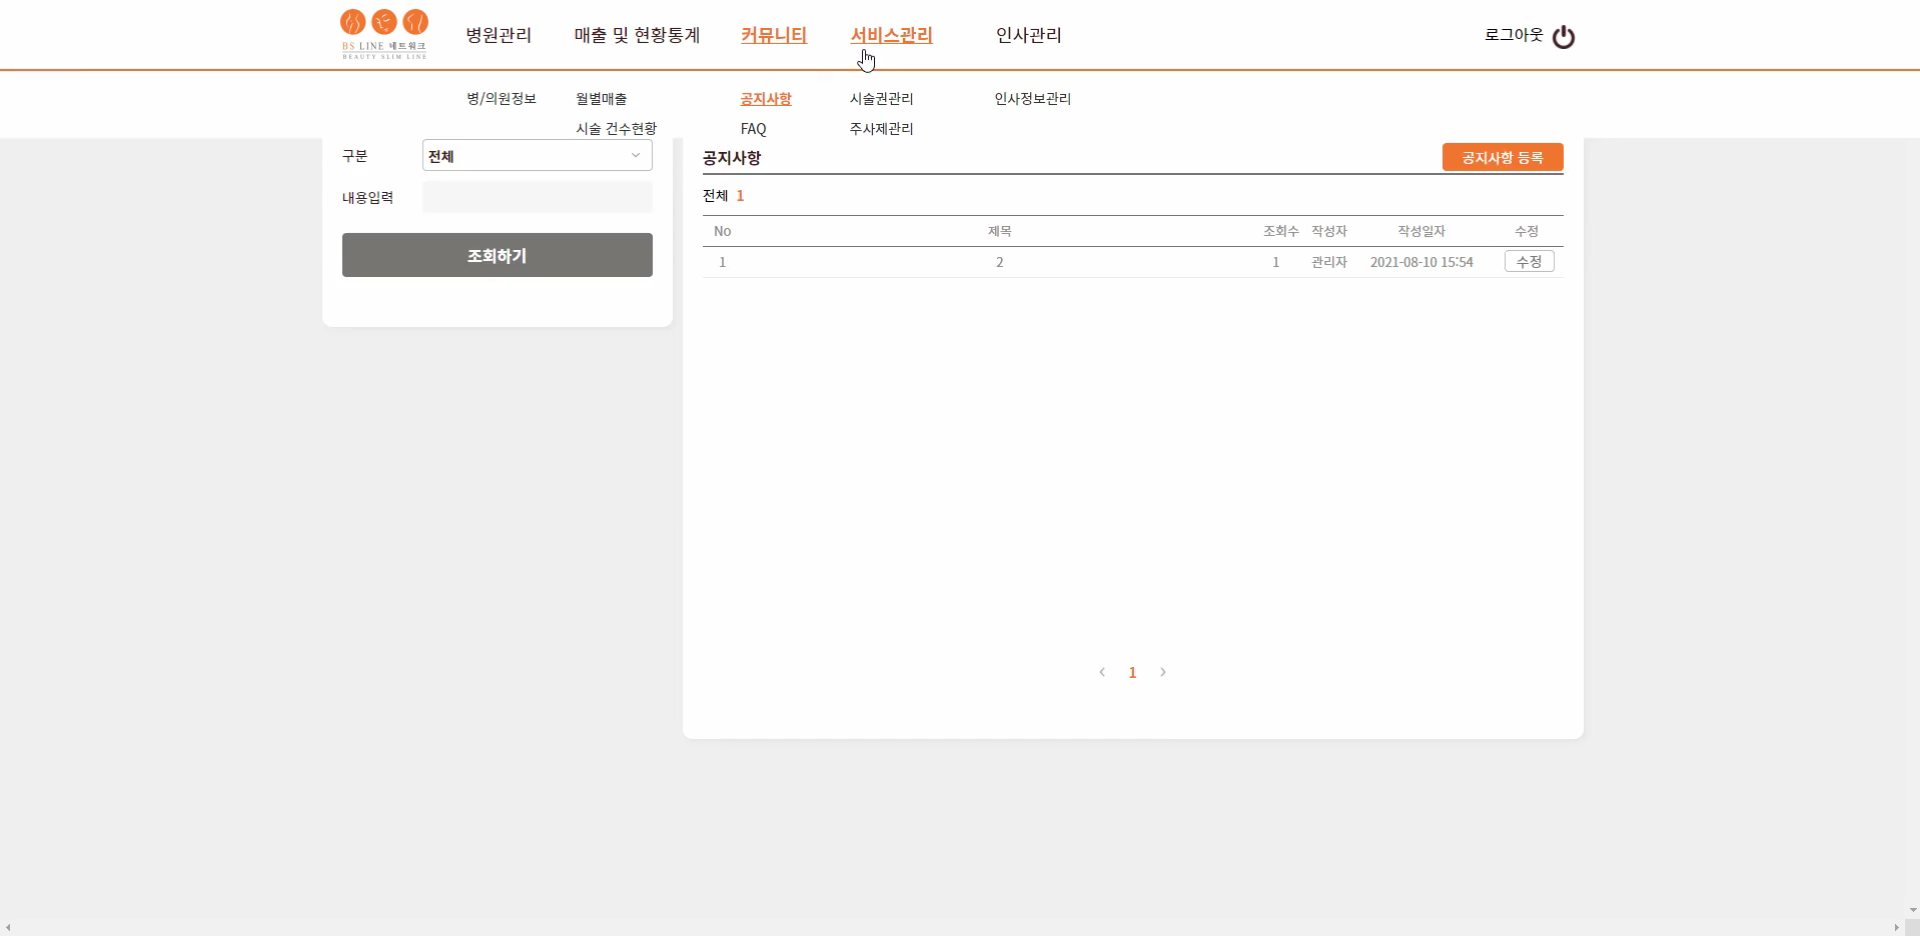 BS LINE 네트워크
BEAUTY SLIM LINE
병원관리 매출 및 현황통계 커뮤니티 서비스관리 인사관리 로그아웃
병/의원정보 월별매출 공지사항 시술권관리 인사정보관리
시술 건수현황 FAQ 주사제관리
구분 전체
내용입력
조회하기
공지사항 공지사항 등록
전체 1
No 제목 조회수 작성자 작성일자 수정
1 2 1 관리자 2021-08-10 15:54 수정
‹ 1 ›